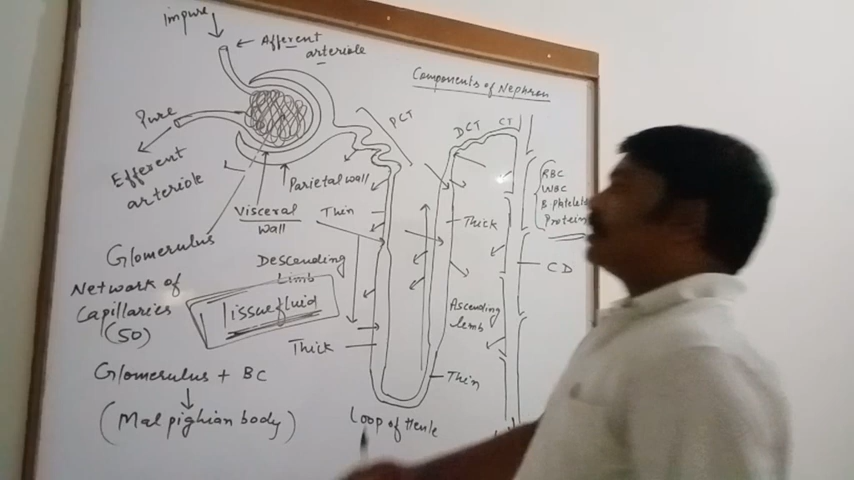 Impure
Afferent
arteriole
Components of Nephron
Pure
Efferent
arteriole
PCT
DCT
CT
Parietal wall
Visceral
wall
Thin
Thick
RBC
WBC
Protein
CD
Glomerulus
Network of
Capillaries
(50)
Descending
Limb
Tissue fluid
Thick
Ascending
Thin
Glomerulus + BC
(Malpighian body)
Loop of Henle